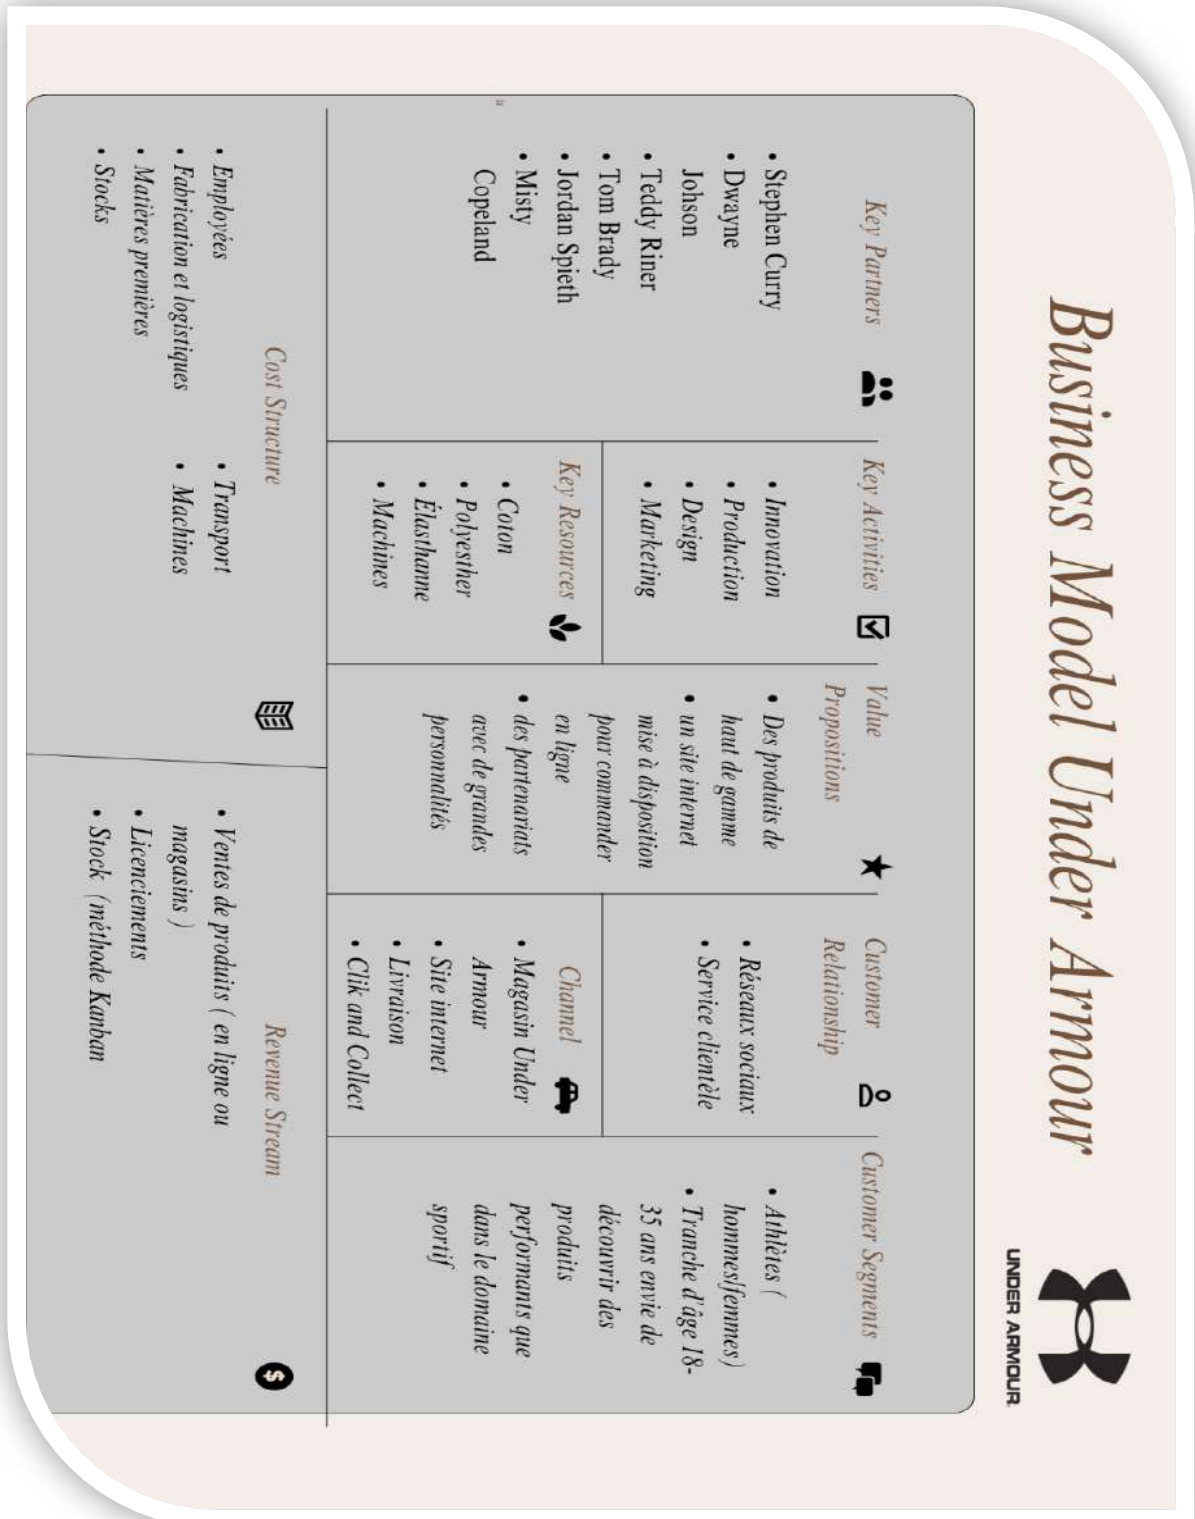 Business Model Under Armour
UNDER ARMOUR
Key Partners
• Stephen Curry
• Dwayne
Johson
• Teddy Riner
• Tom Brady
• Jordan Spieth
• Misty
Copeland
Key Activities
• Innovation
• Production
• Design
• Marketing
Key Resources
• Coton
• Polyesther
• Élasthanne
• Machines
Value
Propositions
• Des produits de
haut de gamme
• un site internet
mise à disposition
pour commander
en ligne
• des partenariats
avec de grandes
personnalités
Customer
Relationship
• Réseaux sociaux
• Service clientèle
Channel
• Magasin Under
Armour
• Site internet
• Livraison
• Clik and Collect
Customer Segments
• Athlètes (
hommes/femmes)
• Tranche d'âge 18-
35 ans envie de
découvrir des
produits
performants que
dans le domaine
sportif
Cost Structure
• Employées
• Fabrication et logistiques
• Matières premières
• Stocks
• Transport
• Machines
Revenue Stream
• Ventes de produits ( en ligne ou
magasins )
• Licenciements
• Stock (méthode Kanban